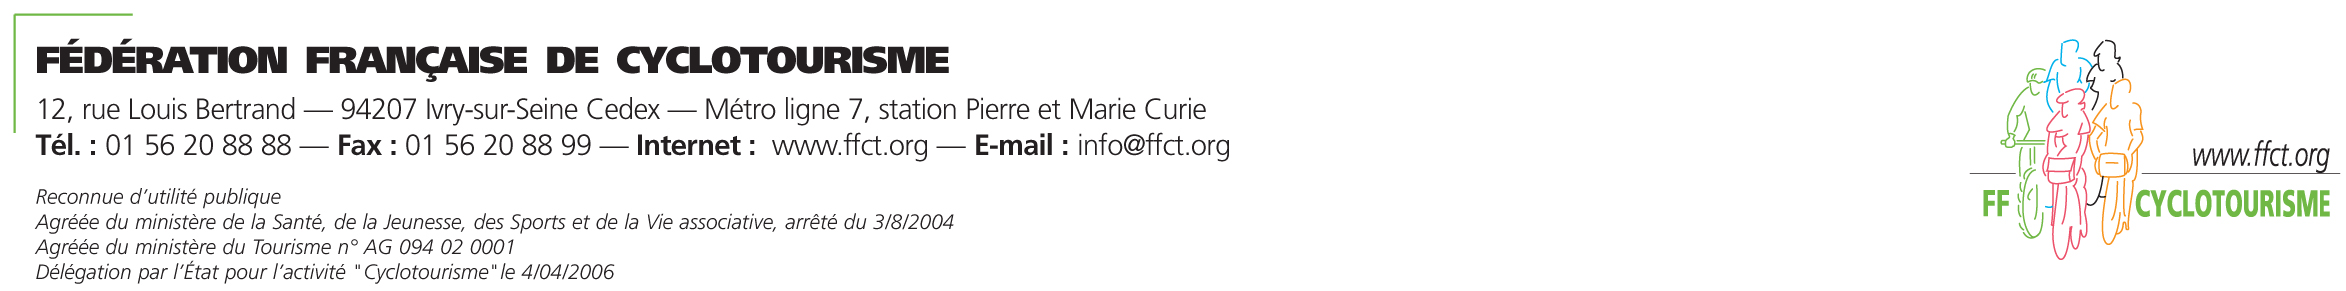 FÉDÉRATION FRANÇAISE DE CYCLOTOURISME
12, rue Louis Bertrand — 94207 Ivry-sur-Seine Cedex — Métro ligne 7, station Pierre et Marie Curie
Tél. : 01 56 20 88 88 — Fax : 01 56 20 88 99 — Internet :  www.ffct.org — E-mail : info@ffct.org
Reconnue d’utilité publique
Agréée du ministère de la Santé, de la Jeunesse, des Sports et de la Vie associative, arrêté du 3/8/2004
Agréée du ministère du Tourisme n° AG 094 02 0001
Délégation par l’État pour l’activité "Cyclotourisme" le 4/04/2006
www.ffct.org
FF CYCLOTOURISME